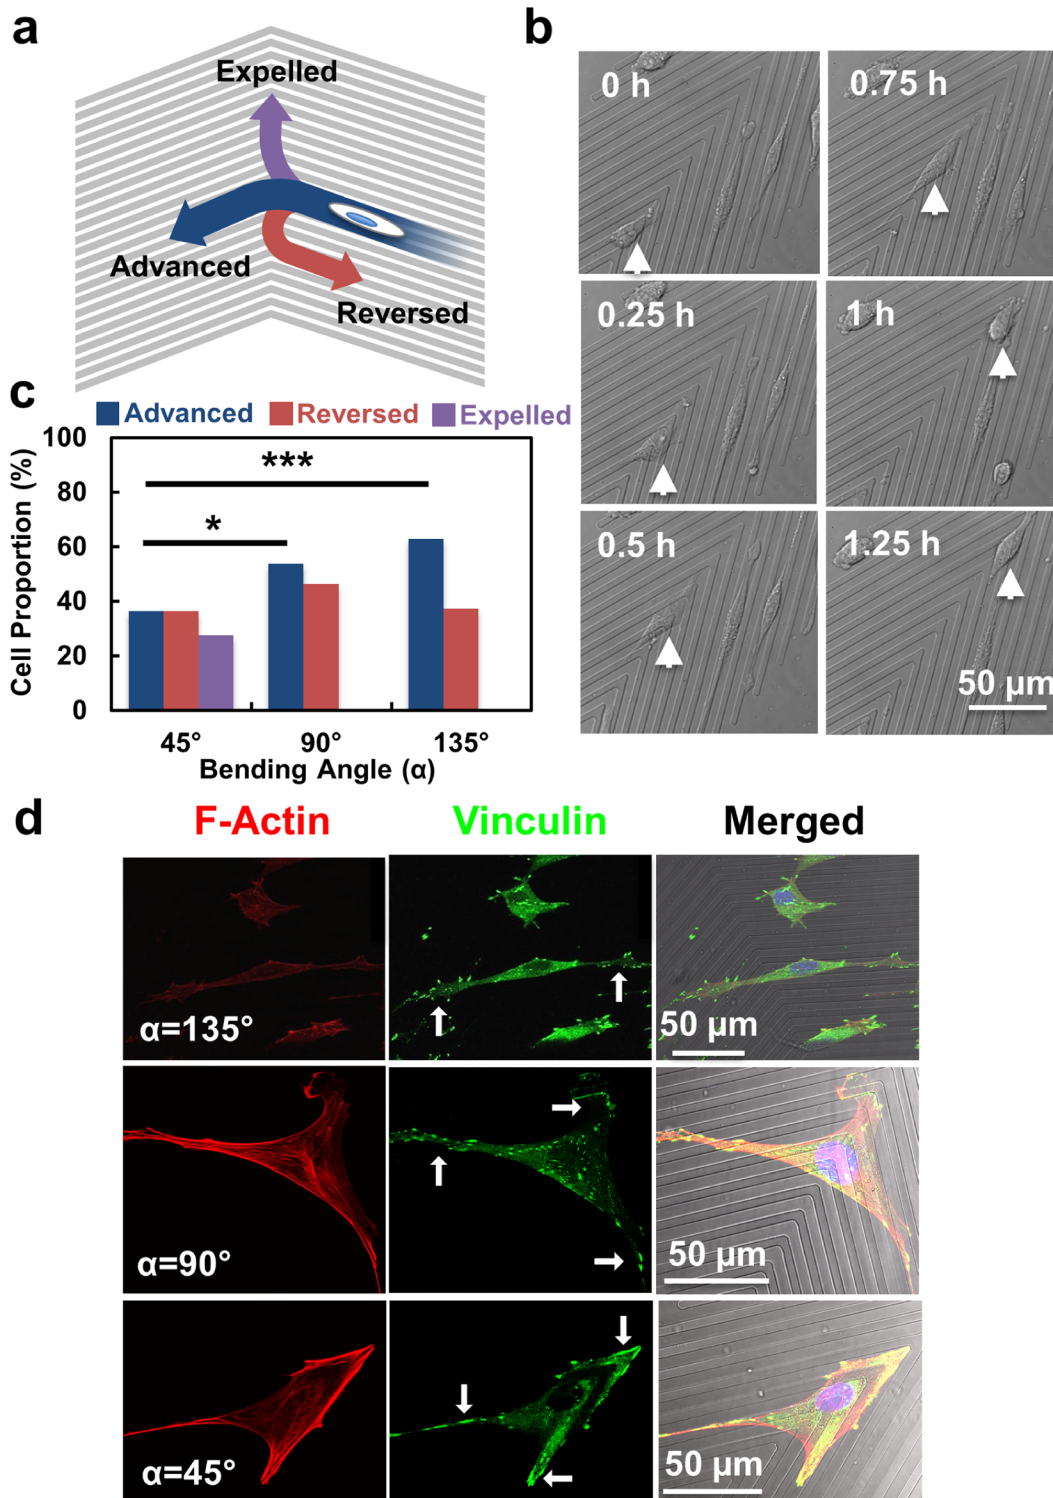 a
Expelled
Advanced
Reversed
b
0 h
0.75 h
0.25 h
1 h
0.5 h
1.25 h
50 μm
c
Advanced Reversed Expelled
***
*
100
80
60
40
20
0
Cell Proportion (%)
45° 90° 135°
Bending Angle (α)
d
F-Actin Vinculin Merged
α=135°
50 μm
α=90°
50 μm
α=45°
50 μm